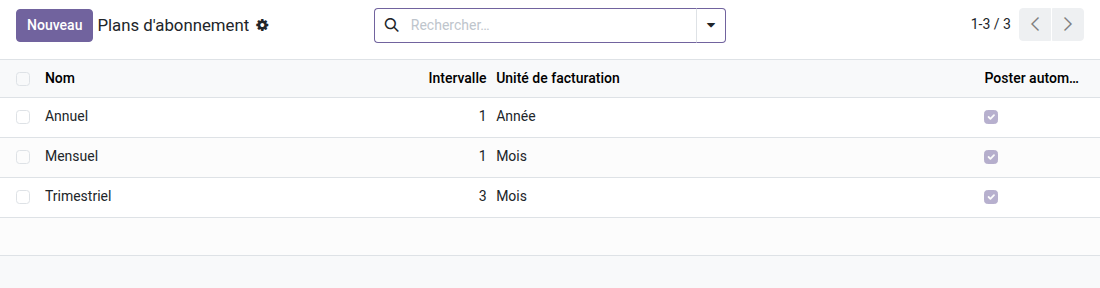 Nouveau Plans d'abonnement Rechercher... 1-3 / 3
Nom Intervalle Unité de facturation Poster autom...
Annuel 1 Année
Mensuel 1 Mois
Trimestriel 3 Mois